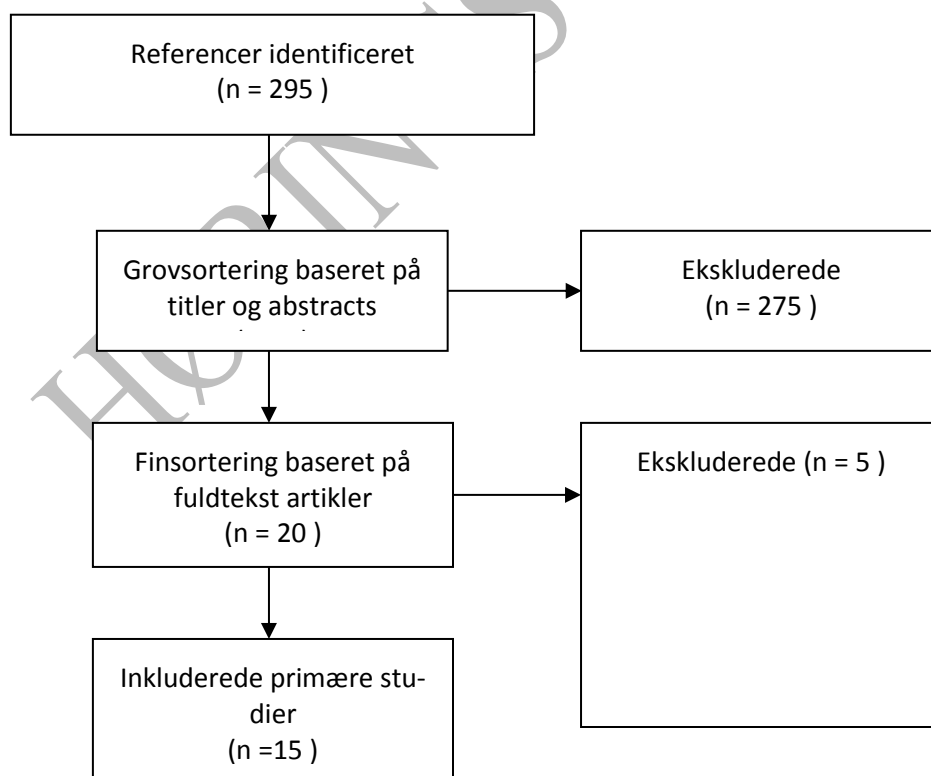 Referencer identificeret
(n = 295 )
Grovsortering baseret på
titler og abstracts
Ekskluderede
(n = 275 )
Finsortering baseret på
fuldtekst artikler
(n = 20 )
Ekskluderede (n = 5 )
Inkluderede primære stu-
dier
(n =15 )